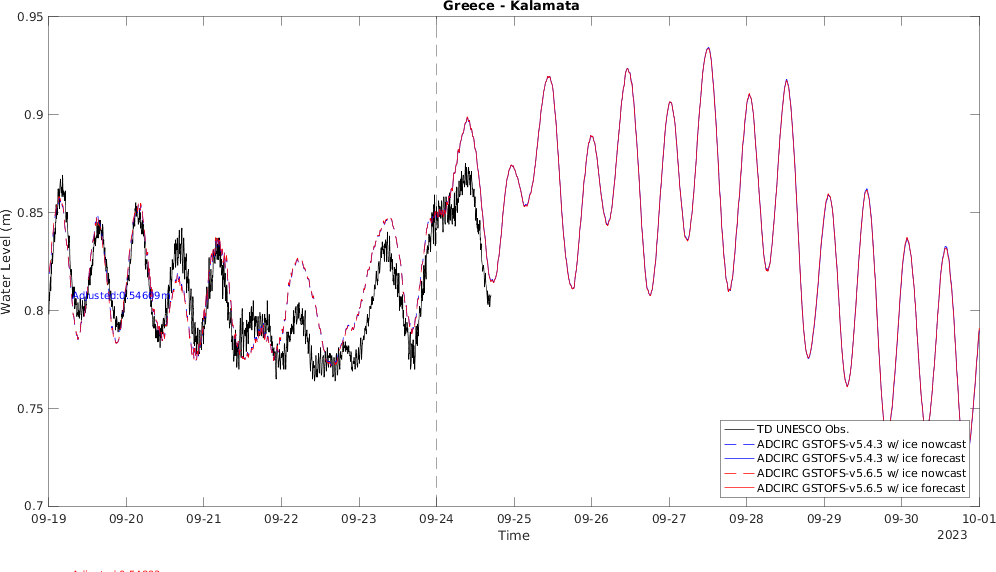 Greece - Kalamata
0.95
0.9
0.85
0.8
0.75
0.7
Water Level (m)
Adjusted:0.54609m
TD UNESCO Obs.
ADCIRC GSTOFS-v5.4.3 w/ ice nowcast
ADCIRC GSTOFS-v5.4.3 w/ ice forecast
ADCIRC GSTOFS-v5.6.5 w/ ice nowcast
ADCIRC GSTOFS-v5.6.5 w/ ice forecast
09-19 09-20 09-21 09-22 09-23 09-24 09-25 09-26 09-27 09-28 09-29 09-30 10-01
Time
2023